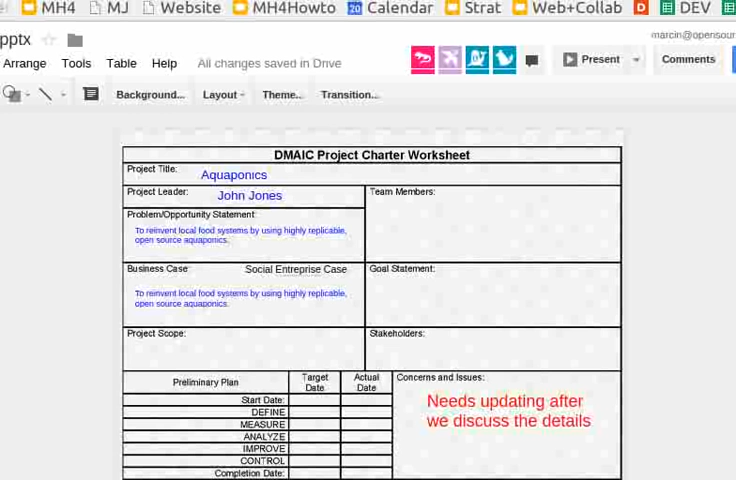 MH4 MJ Website MH4Howto Calendar Strat Web+Collab DEV
pptx
marcin@opensour
Arrange Tools Table Help All changes saved in Drive Present Comments
Background... Layout Theme... Transition...
DMAIC Project Charter Worksheet
Project Title: Aquaponics
Project Leader: John Jones
Team Members:
Problem/Opportunity Statement
To reinvent local food systems by using highly replicable,
open source aquaponics.
Business Case: Social Entreprise Case
Goal Statement:
To reinvent local food systems by using highly replicable,
open source aquaponics.
Project Scope:
Stakeholders:
Preliminary Plan
Target
Date
Actual
Date
Concerns and Issues:
Needs updating after
we discuss the details
Start Date:
DEFINE
MEASURE
ANALYZE
IMPROVE
CONTROL
Completion Date: